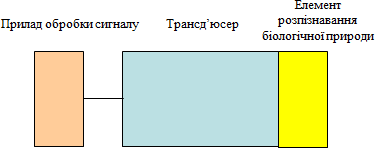 Прилад обробки сигналу
Трансд’юсер
Елемент
розпізнавання
біологічної природи